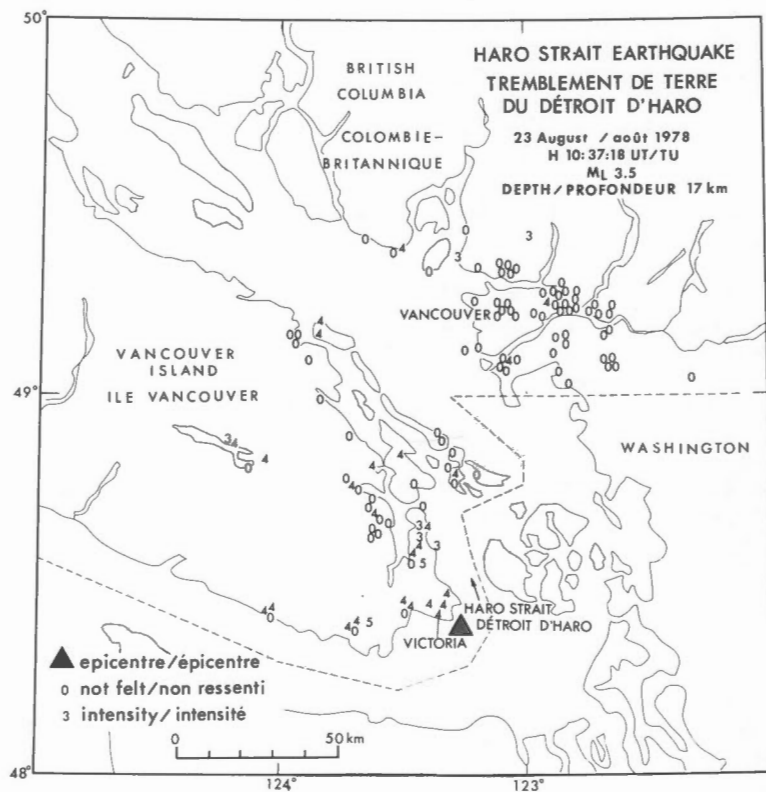 50°
HARO STRAIT EARTHQUAKE
TREMBLEMENT DE TERRE
DU DÉTROIT D'HARO
23 August / août 1978
H 10:37:18 UT/TU
ML 3.5
DEPTH/PROFONDEUR 17 km
BRITISH
COLUMBIA
COLOMBIE-
BRITANNIQUE
VANCOUVER
VANCOUVER
ISLAND
ILE VANCOUVER
49°
WASHINGTON
HARO STRAIT
DÉTROIT D'HARO
VICTORIA
epicentre/épicentre
0 not felt/non ressenti
3 intensity/intensité
0 50 km
48°
124° 123°